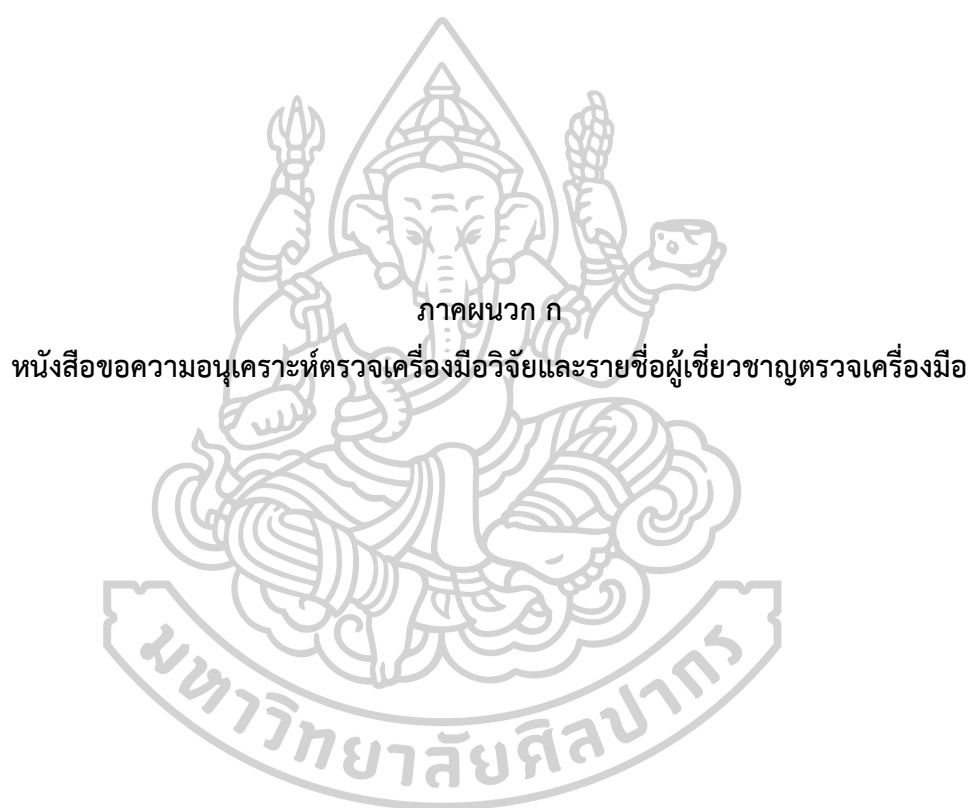 ภาคผนวก ก
หนังสือขอความอนุเคราะห์ตรวจเครื่องมือวิจัยและรายชื่อผู้เชี่ยวชาญตรวจเครื่องมือ
มหาวิทยาลัยศิลปากร